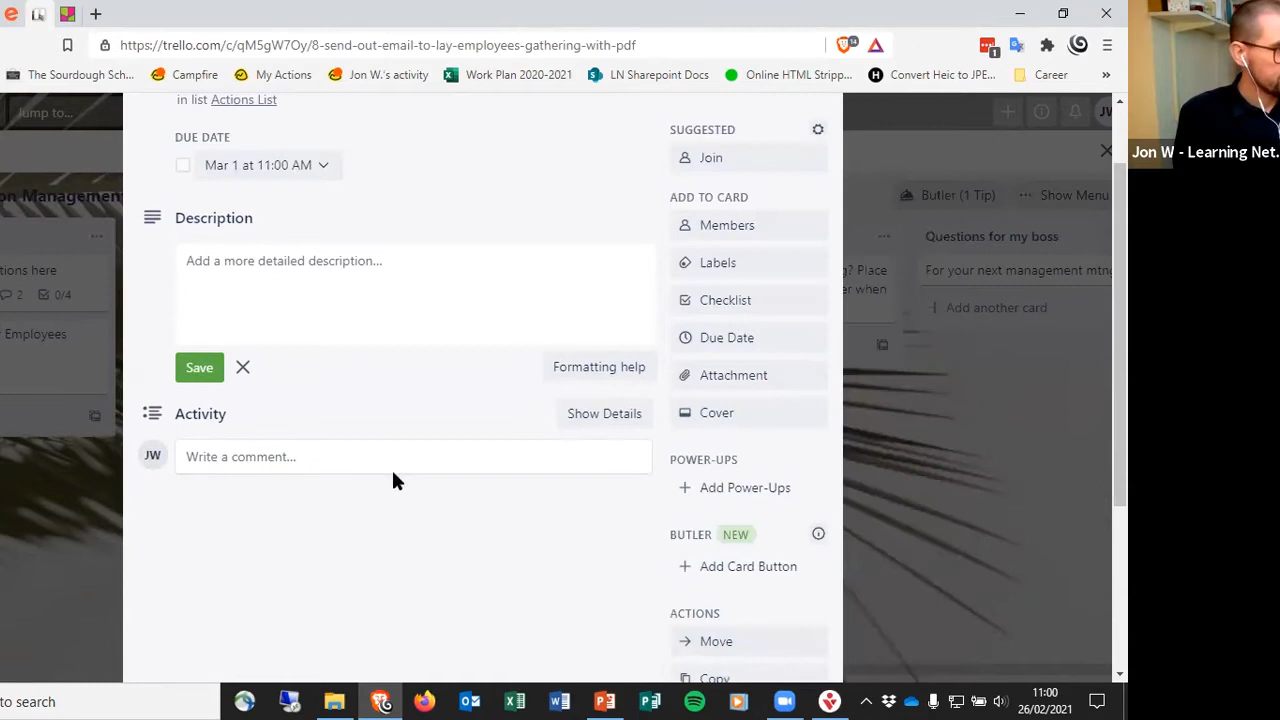 https://trello.com/c/qM5gW7Oy/8-send-out-email-to-lay-employees-gathering-with-pdf
14
1
The Sourdough Sch...
Campfire
My Actions
Jon W.'s activity
Work Plan 2020-2021
LN Sharepoint Docs
Online HTML Stripp...
Convert Heic to JPE...
Career
»
Jump to...
in list Actions List
DUE DATE
Mar 1 at 11:00 AM
Description
Add a more detailed description...
Save
Formatting help
Activity
Show Details
JW
Write a comment...
SUGGESTED
Join
ADD TO CARD
Members
Labels
Checklist
Due Date
Attachment
Cover
POWER-UPS
+ Add Power-Ups
BUTLER NEW
+ Add Card Button
ACTIONS
Move
Copy
on Management
tions here
2 0/4
Employees
Butler (1 Tip)
... Show Menu
Questions for my boss
For your next management mtng
Add another card
g? Place
er when
Jon W - Learning Net...
to search
11:00
26/02/2021